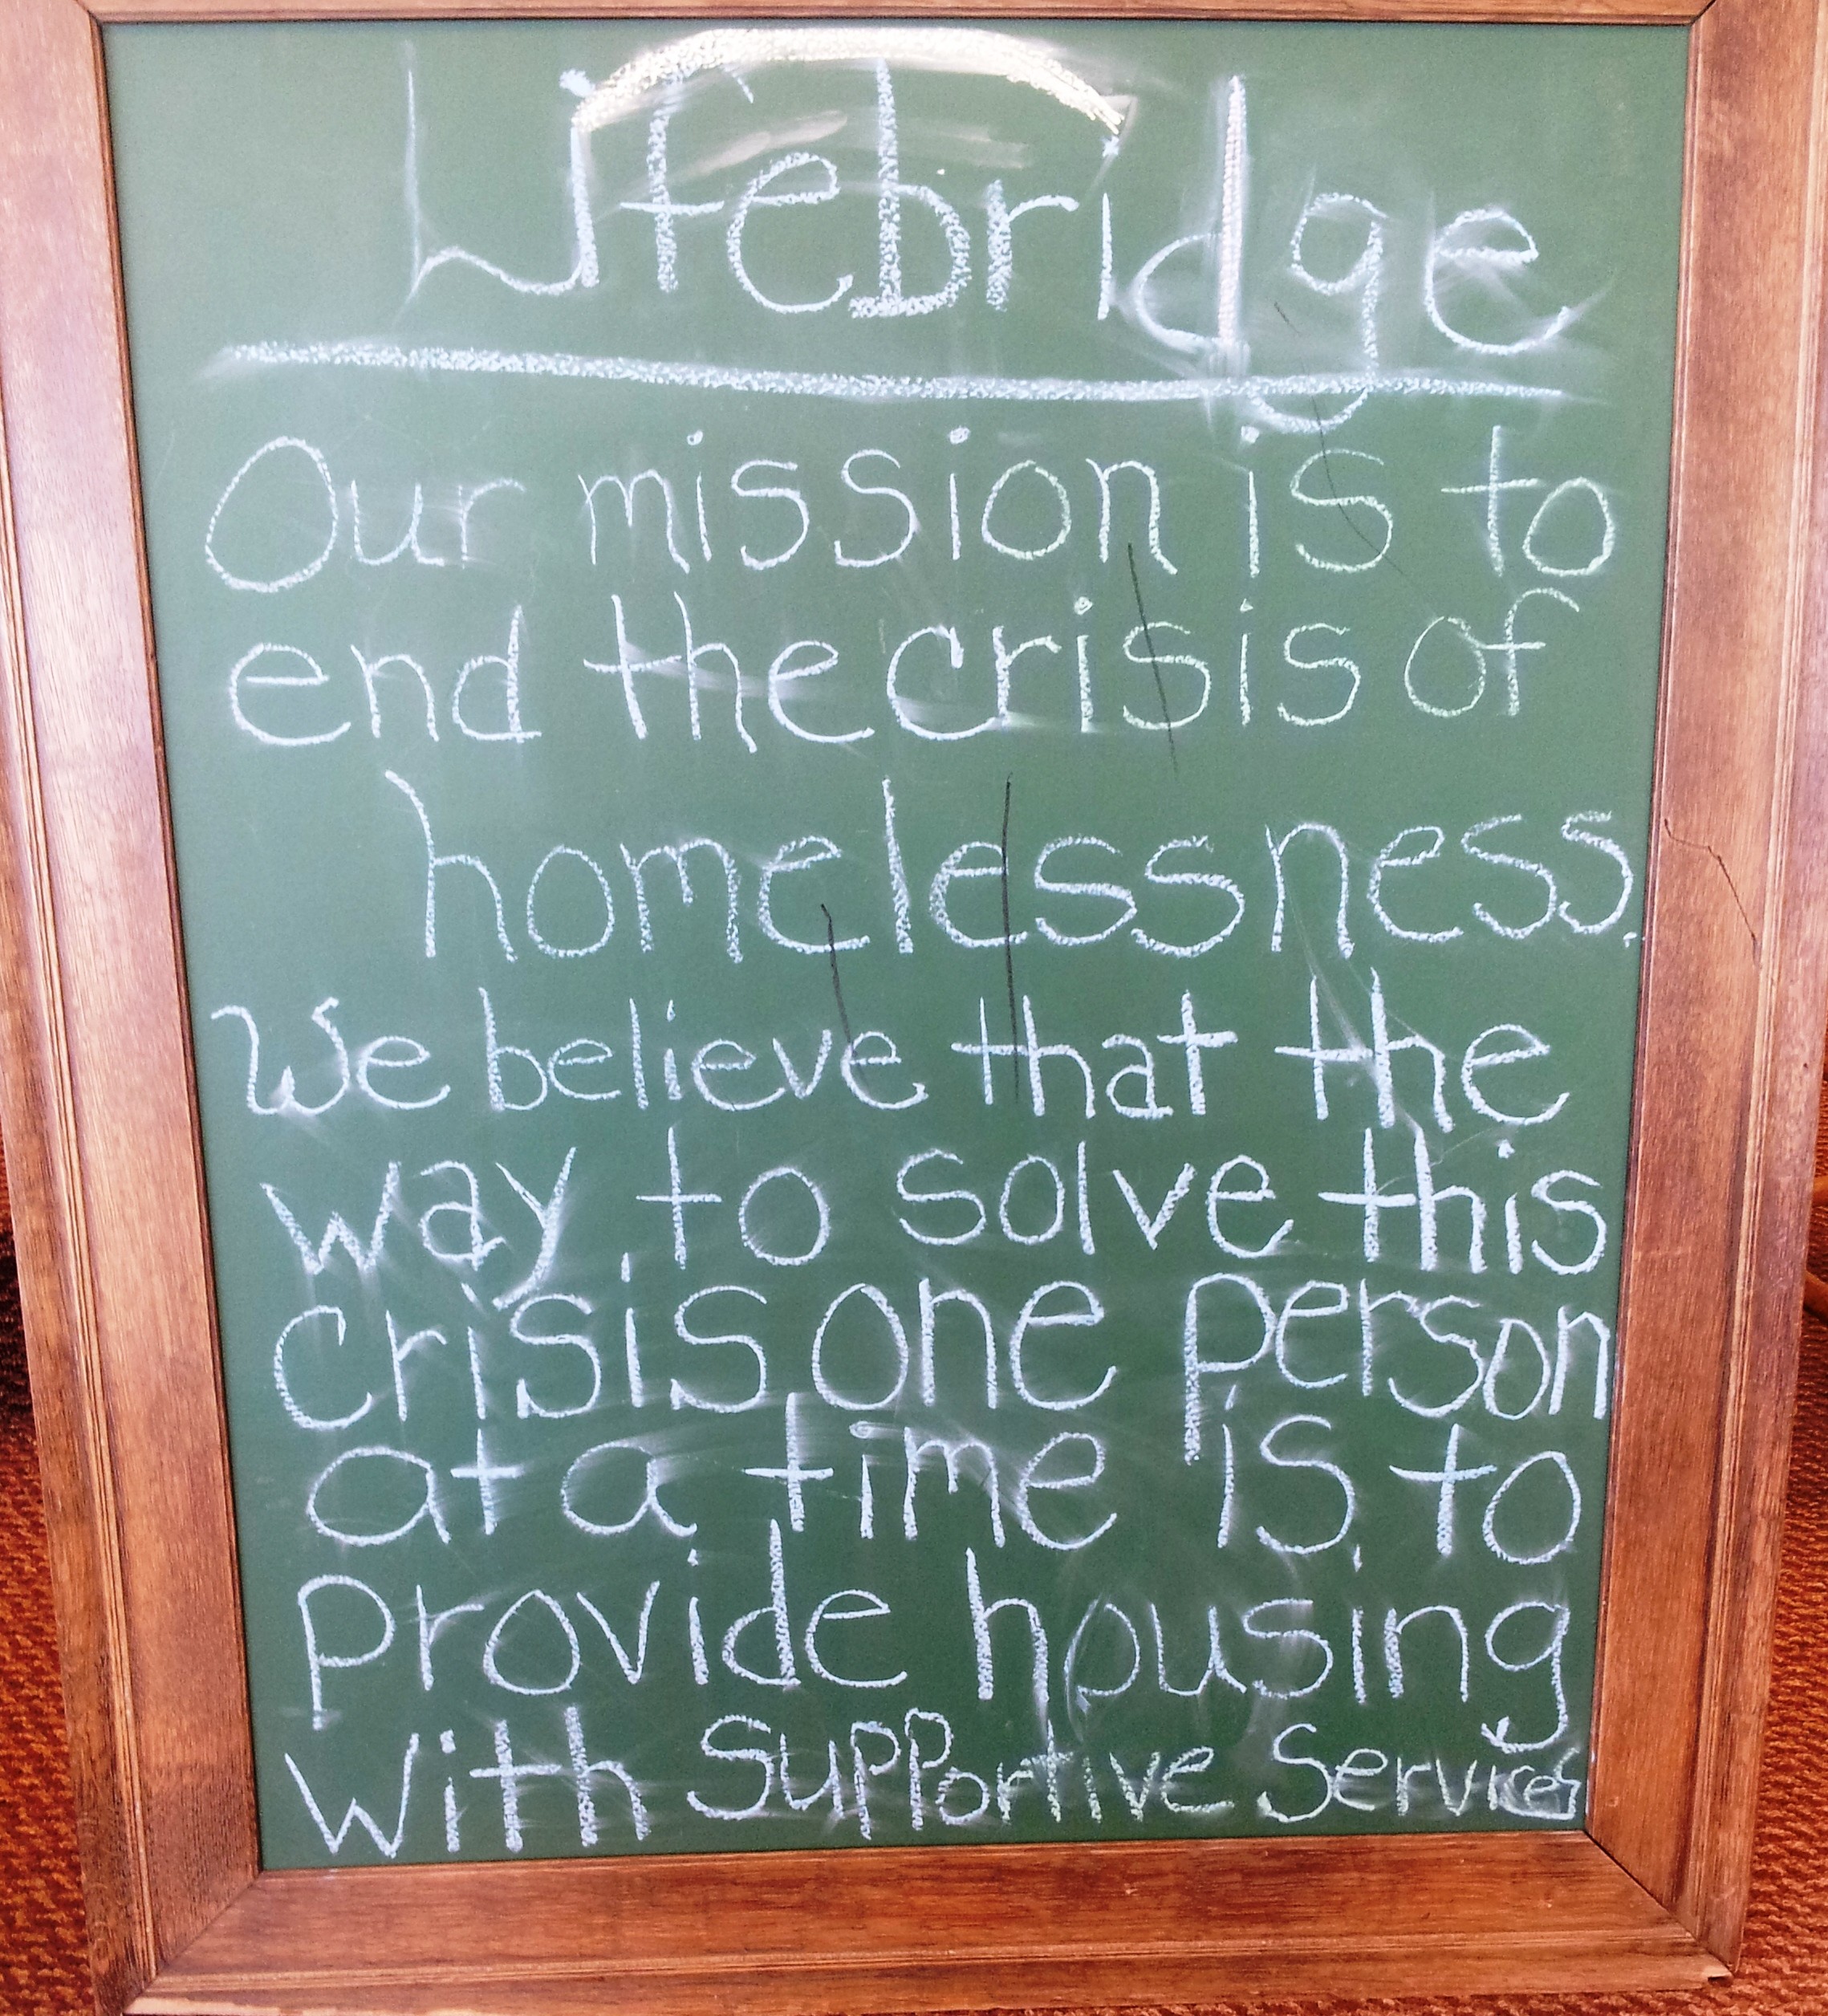 Lifebridge
Our mission is to
end the crisis of
homelessness.
We believe that the
way to solve this
crisis one person
at a time is to
provide housing
With Supportive Services